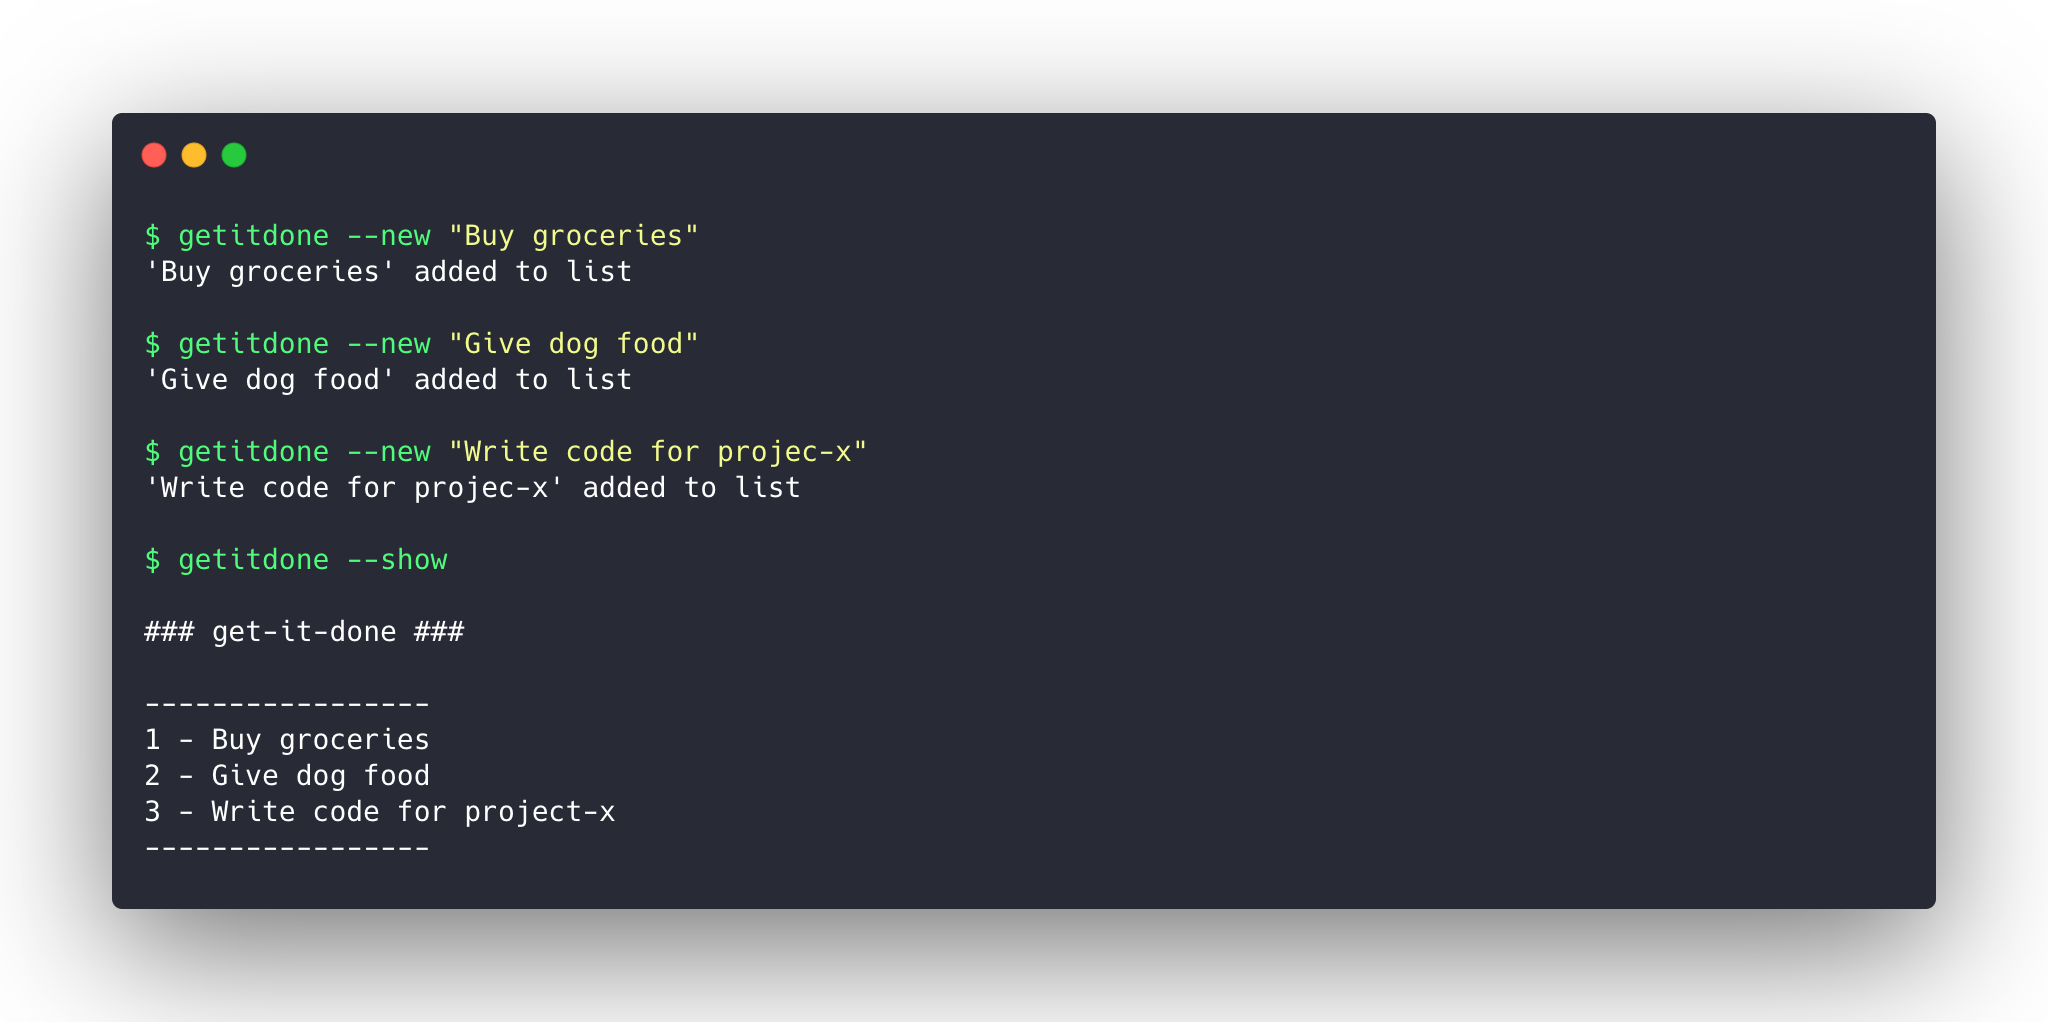 $ getitdone --new "Buy groceries"
'Buy groceries' added to list
$ getitdone --new "Give dog food"
'Give dog food' added to list
$ getitdone --new "Write code for projec-x"
'Write code for projec-x' added to list
$ getitdone --show
### get-it-done ###
-----------------
1 - Buy groceries
2 - Give dog food
3 - Write code for project-x
-----------------